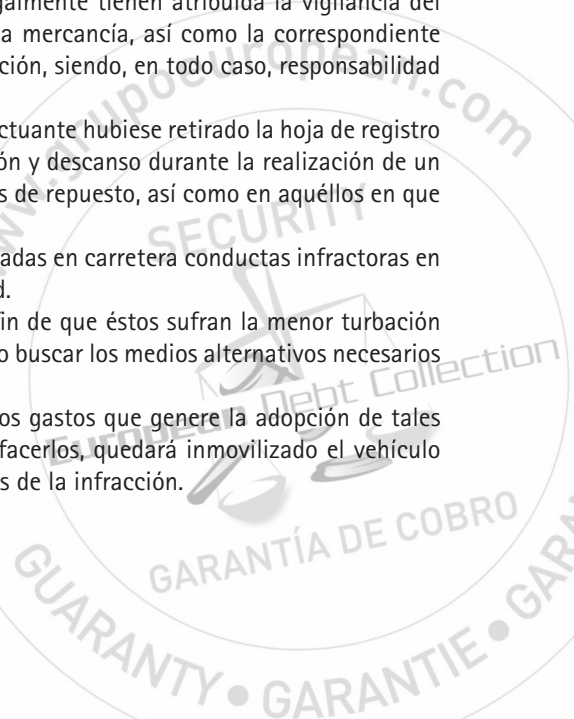 galmente tienen atribuida la vigilancia del
a mercancía, así como la correspondiente
ción, siendo, en todo caso, responsabilidad
ctuante hubiese retirado la hoja de registro
ón y descanso durante la realización de un
s de repuesto, así como en aquéllos en que
adas en carretera conductas infractoras en
d.
fin de que éstos sufran la menor turbación
o buscar los medios alternativos necesarios
os gastos que genere la adopción de tales
facerlos, quedará inmovilizado el vehículo
s de la infracción.
www.grupoeuropean.com
SECURITY
European Debt Collection
GARANTÍA DE COBRO
GUARANTY • GARANTIE • GAR